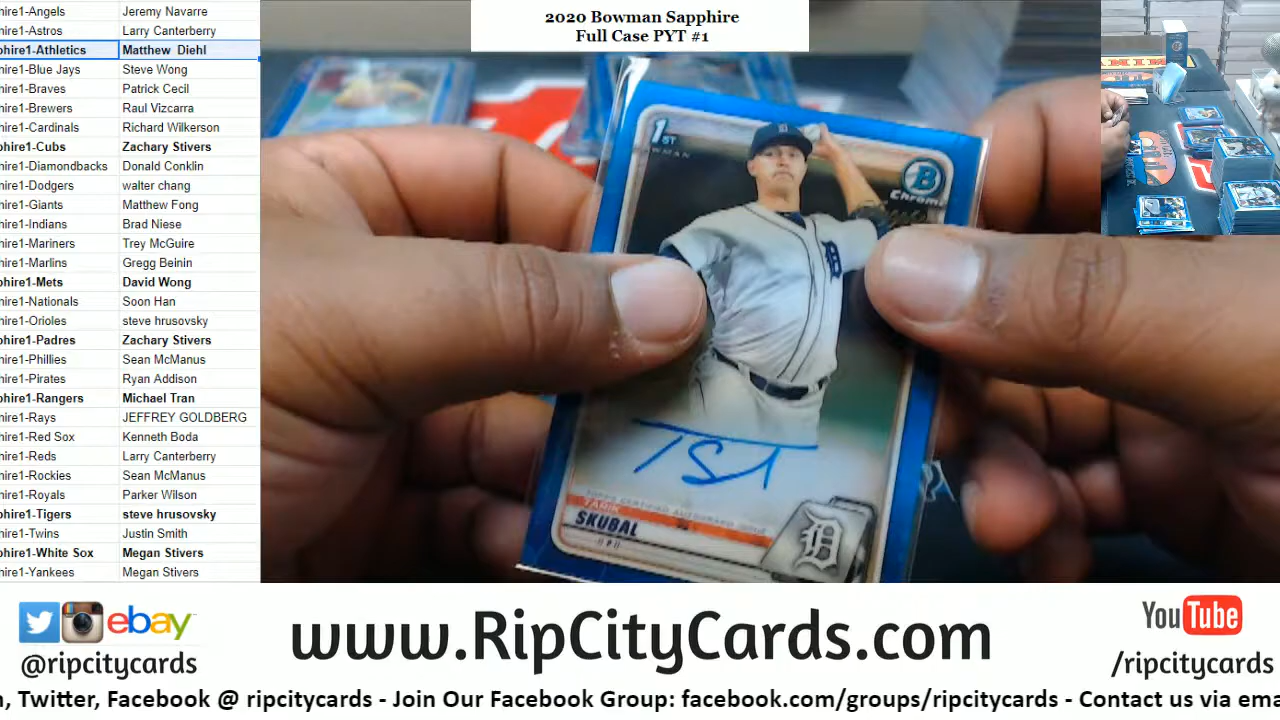 hire1-Angels Jeremy Navarre
hire1-Astros Larry Canterberry
phire1-Athletics Matthew Diehl
hire1-Blue Jays Steve Wong
hire1-Braves Patrick Cecil
hire1-Brewers Raul Vizcarra
hire1-Cardinals Richard Wilkerson
phire1-Cubs Zachary Stivers
hire1-Diamondbacks Donald Conklin
hire1-Dodgers walter chang
hire1-Giants Matthew Fong
hire1-Indians Brad Niese
hire1-Mariners Trey McGuire
hire1-Marlins Gregg Beinin
phire1-Mets David Wong
hire1-Nationals Soon Han
hire1-Orioles steve hrusovsky
phire1-Padres Zachary Stivers
hire1-Phillies Sean McManus
hire1-Pirates Ryan Addison
phire1-Rangers Michael Tran
hire1-Rays JEFFREY GOLDBERG
hire1-Red Sox Kenneth Boda
hire1-Reds Larry Canterberry
hire1-Rockies Sean McManus
hire1-Royals Parker Wilson
phire1-Tigers steve hrusovsky
hire1-Twins Justin Smith
phire1-White Sox Megan Stivers
hire1-Yankees Megan Stivers
2020 Bowman Sapphire
Full Case PYT #1
1ST
B
Chrome
TOPPS CERTIFIED AUTOGRAPH ISSUE
TARIK
SKUBAL
ebay
@ripcitycards
www.RipCityCards.com
YouTube
/ripcitycards
n, Twitter, Facebook @ ripcitycards - Join Our Facebook Group: facebook.com/groups/ripcitycards - Contact us via ema